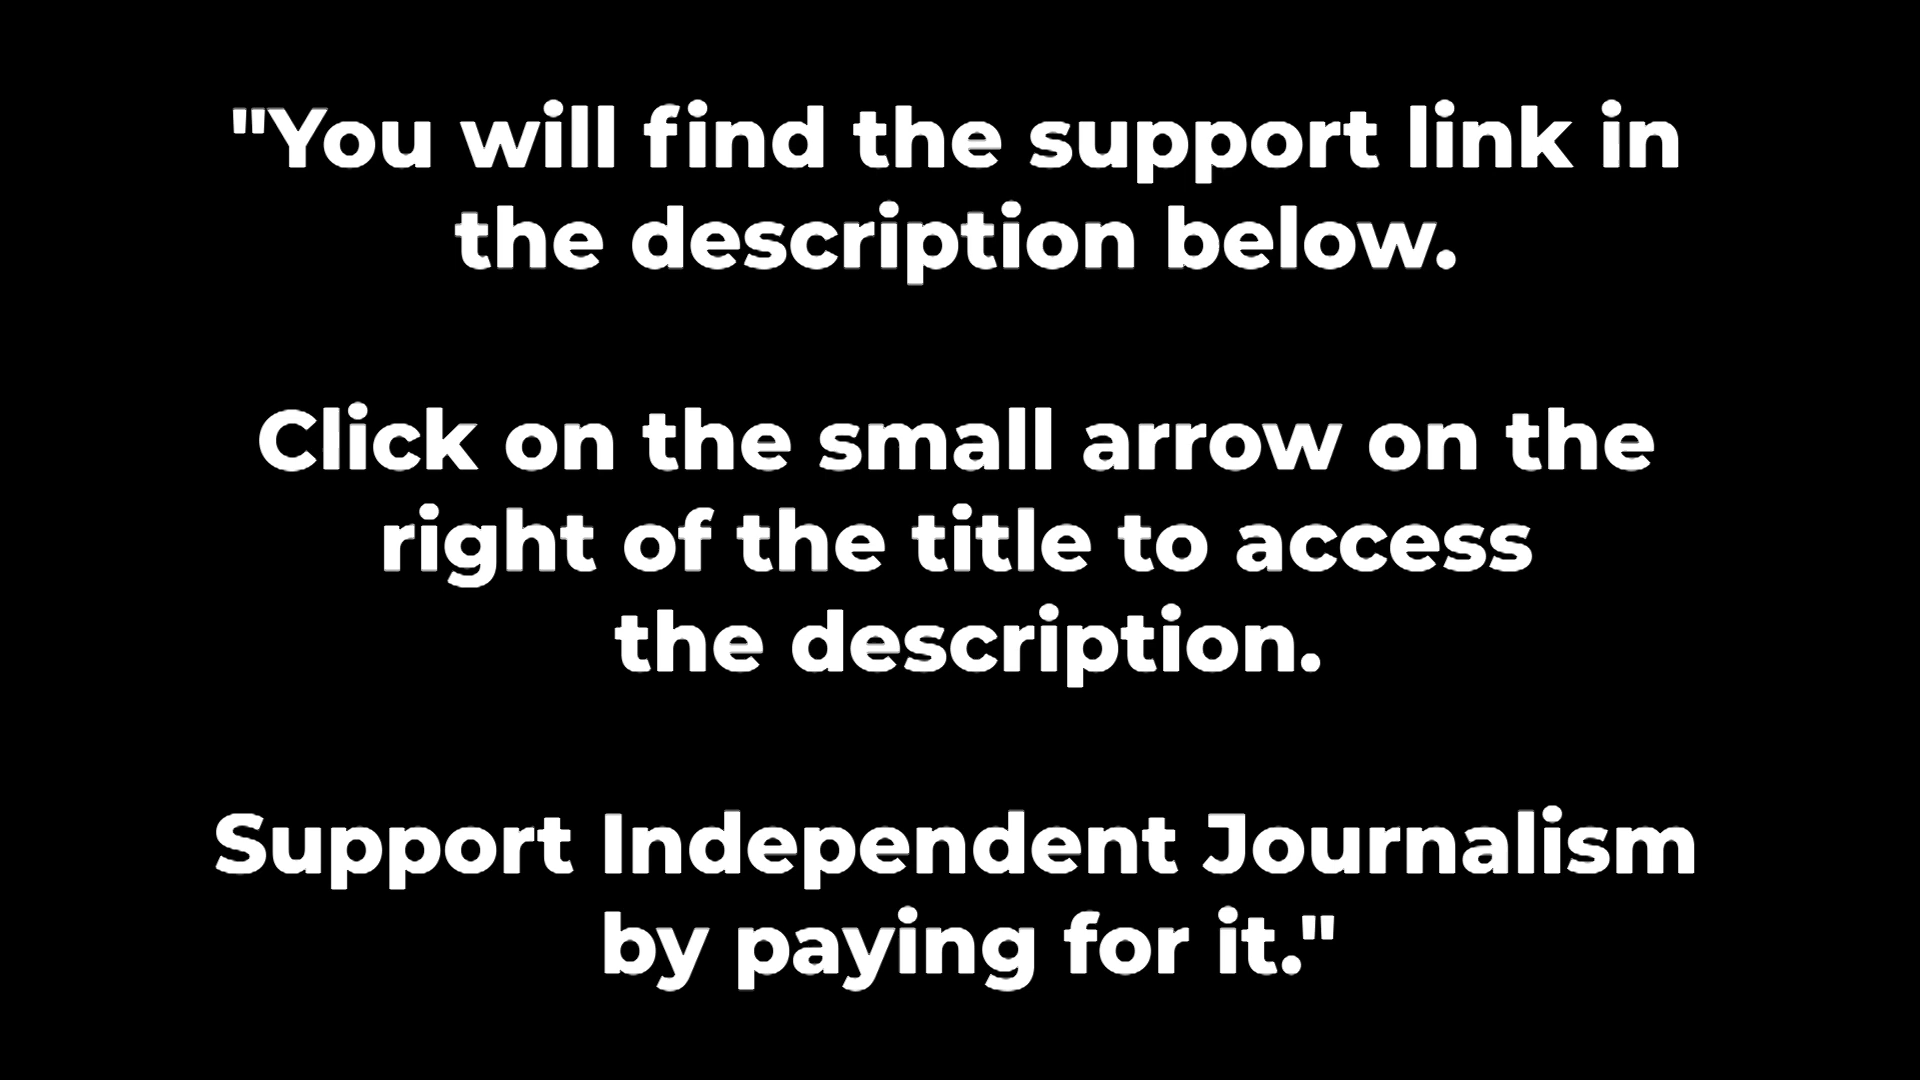 "You will find the support link in
the description below.
Click on the small arrow on the
right of the title to access
the description.
Support Independent Journalism
by paying for it."